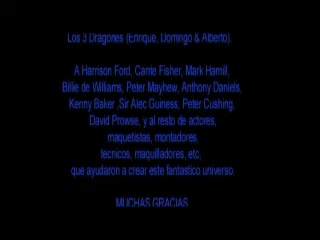 Los 3 Dragones (Enrique, Domingo & Alberto).
A Harrison Ford, Carrie Fisher, Mark Hamill,
Billie de Williams, Peter Mayhew, Anthony Daniels,
Kenny Baker ,Sir Alec Guiness, Peter Cushing,
David Prowse, y al resto de actores,
maquetistas, montadores,
tecnicos, maquilladores, etc,
que ayudaron a crear este fantastico universo.
MUCHAS GRACIAS